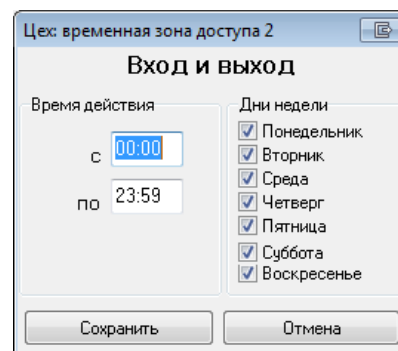 Цех: временная зона доступа 2
Вход и выход
Время действия
с 00:00
по 23:59
Дни недели
Понедельник
Вторник
Среда
Четверг
Пятница
Суббота
Воскресенье
Сохранить
Отмена